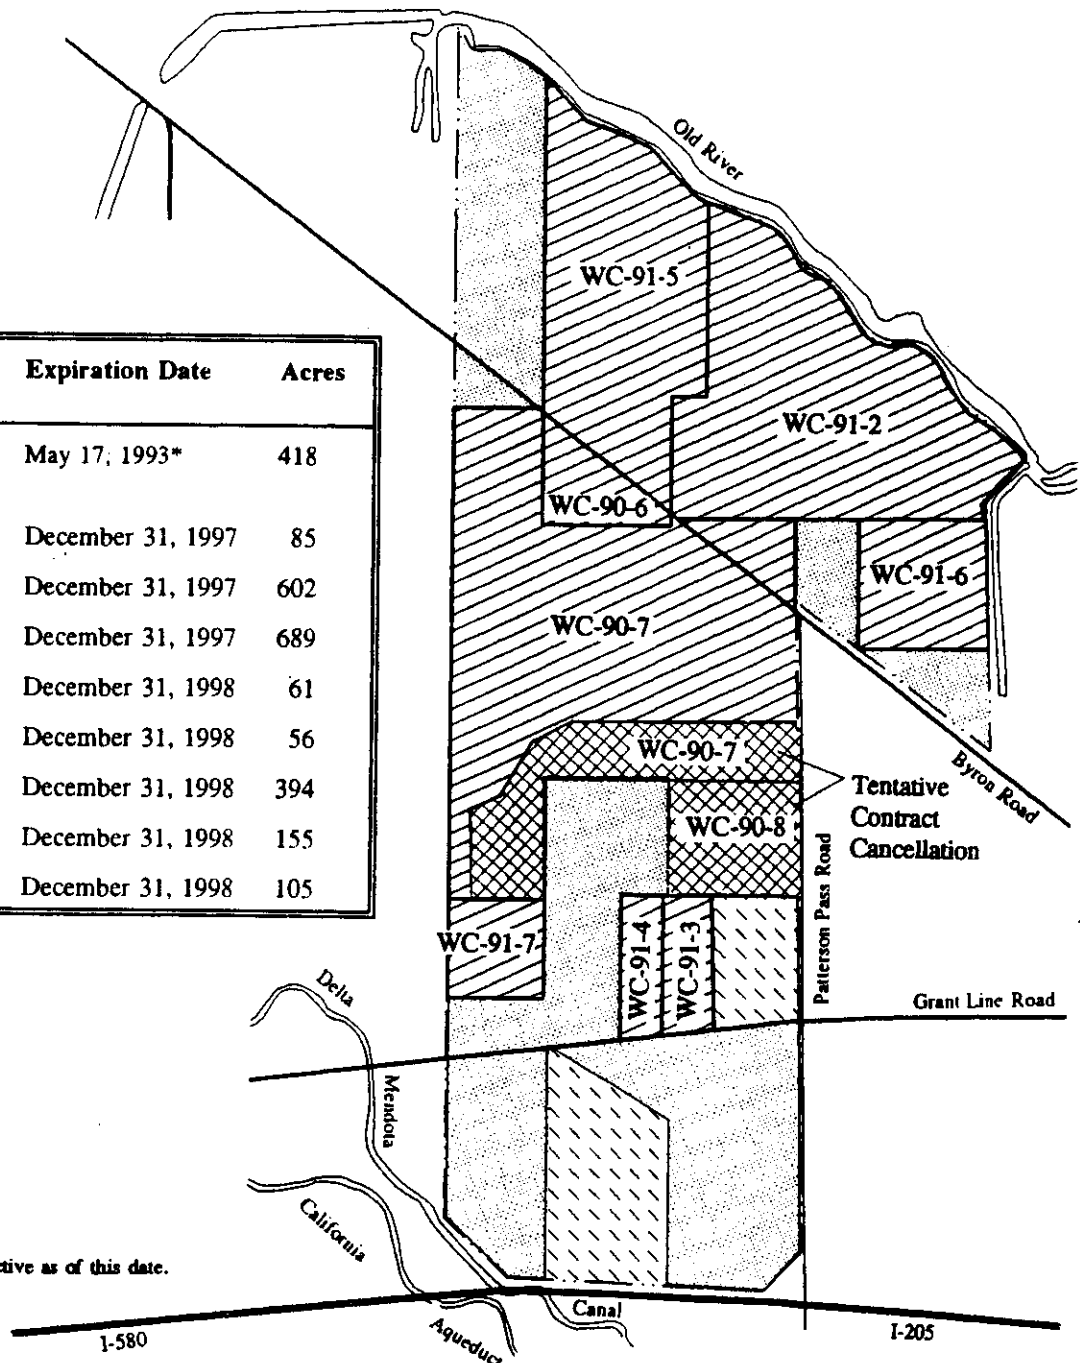 Old River
WC-91-5
WC-91-2
Expiration Date Acres
May 17, 1993* 418
December 31, 1997 85
December 31, 1997 602
December 31, 1997 689
December 31, 1998 61
December 31, 1998 56
December 31, 1998 394
December 31, 1998 155
December 31, 1998 105
WC-90-6
WC-91-6
WC-90-7
WC-90-7
Byron Road
Tentative
Contract
Cancellation
WC-90-8
Patterson Pass Road
WC-91-7
WC-91-4
WC-91-3
Grant Line Road
Delta
Mendota
California
ctive as of this date.
Canal
Aqueduct
I-580
I-205